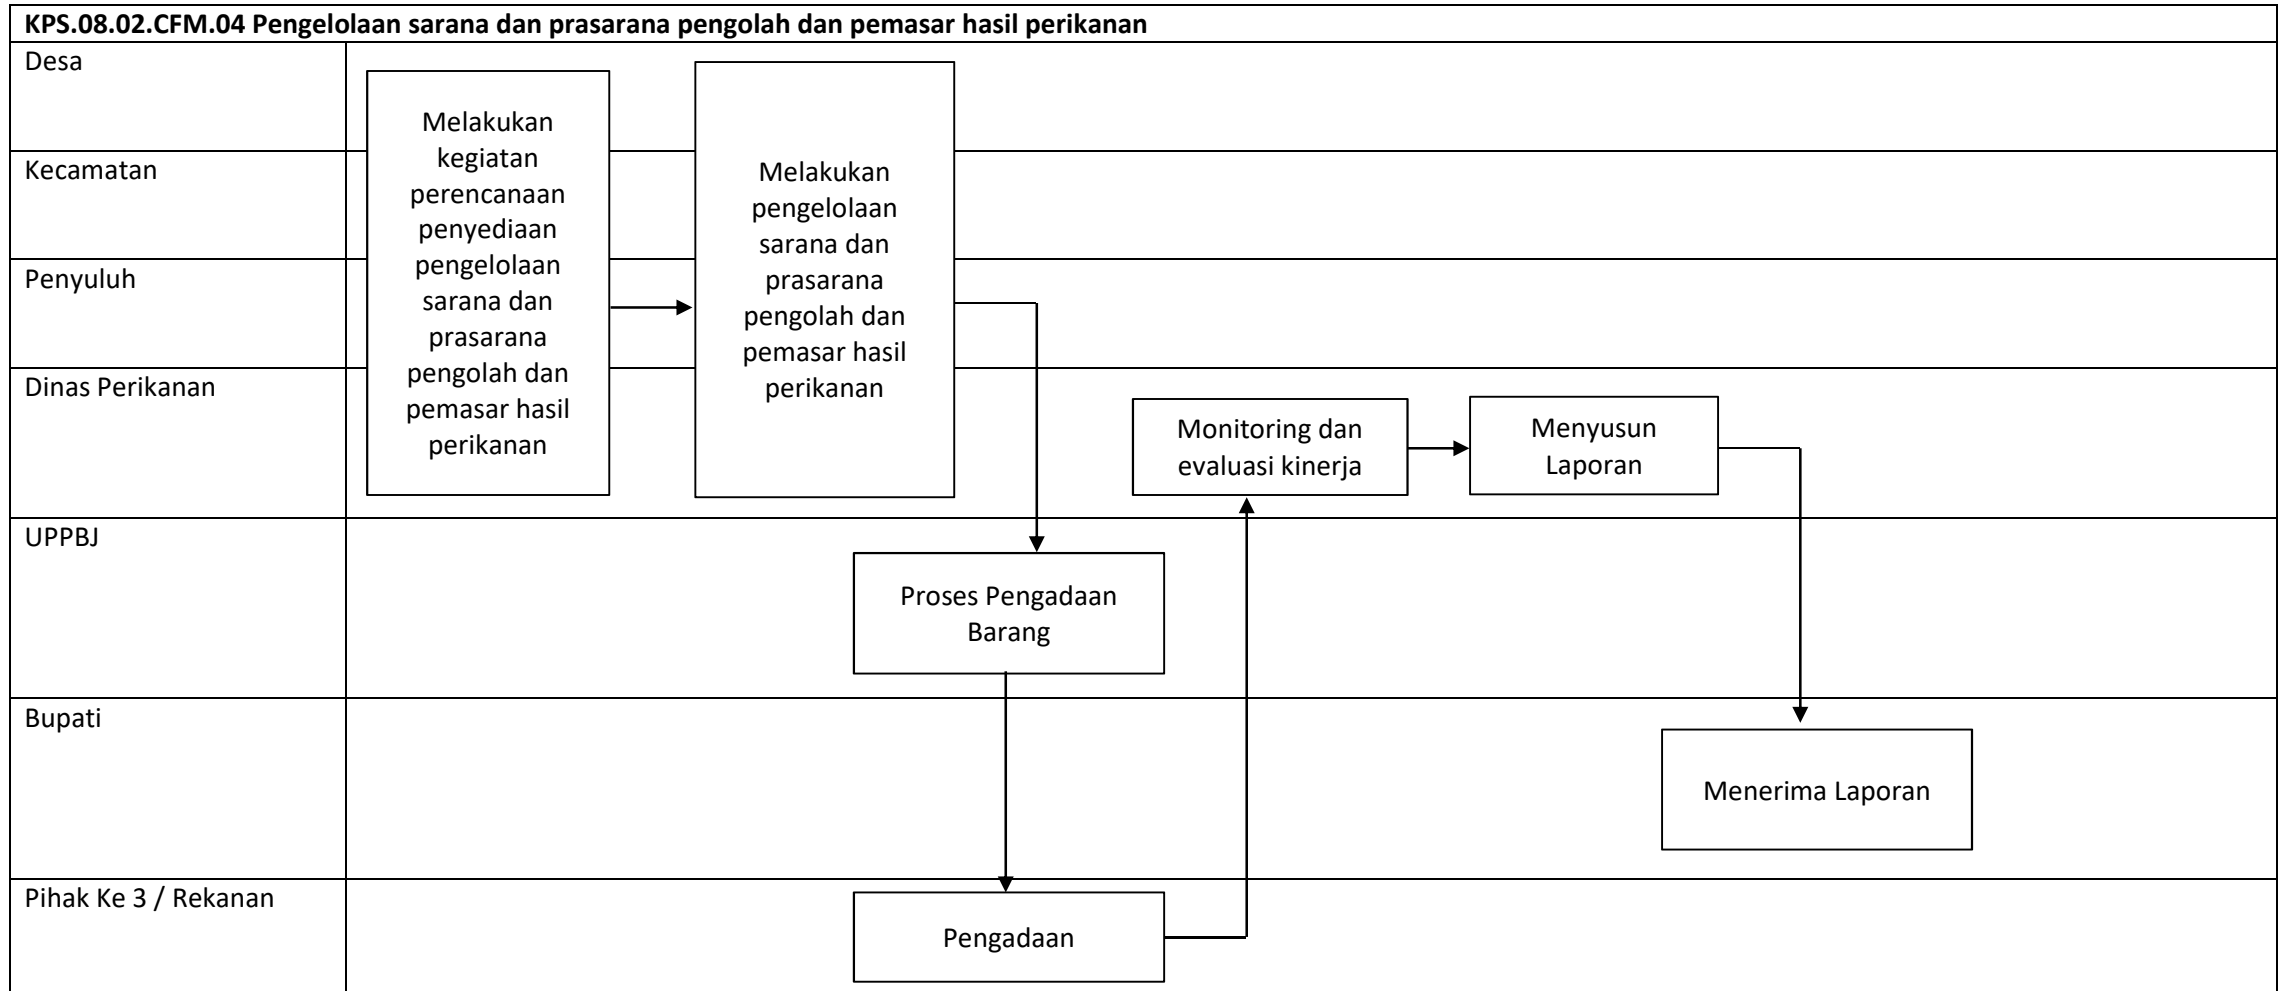 KPS.08.02.CFM.04 Pengelolaan sarana dan prasarana pengolah dan pemasar hasil perikanan
Desa
Kecamatan
Penyuluh
Dinas Perikanan
UPPBJ
Bupati
Pihak Ke 3 / Rekanan
Melakukan
kegiatan
perencanaan
penyediaan
pengelolaan
sarana dan
prasarana
pengolah dan
pemasar hasil
perikanan
Melakukan
pengelolaan
sarana dan
prasarana
pengolah dan
pemasar hasil
perikanan
Proses Pengadaan
Barang
Pengadaan
Monitoring dan
evaluasi kinerja
Menyusun
Laporan
Menerima Laporan